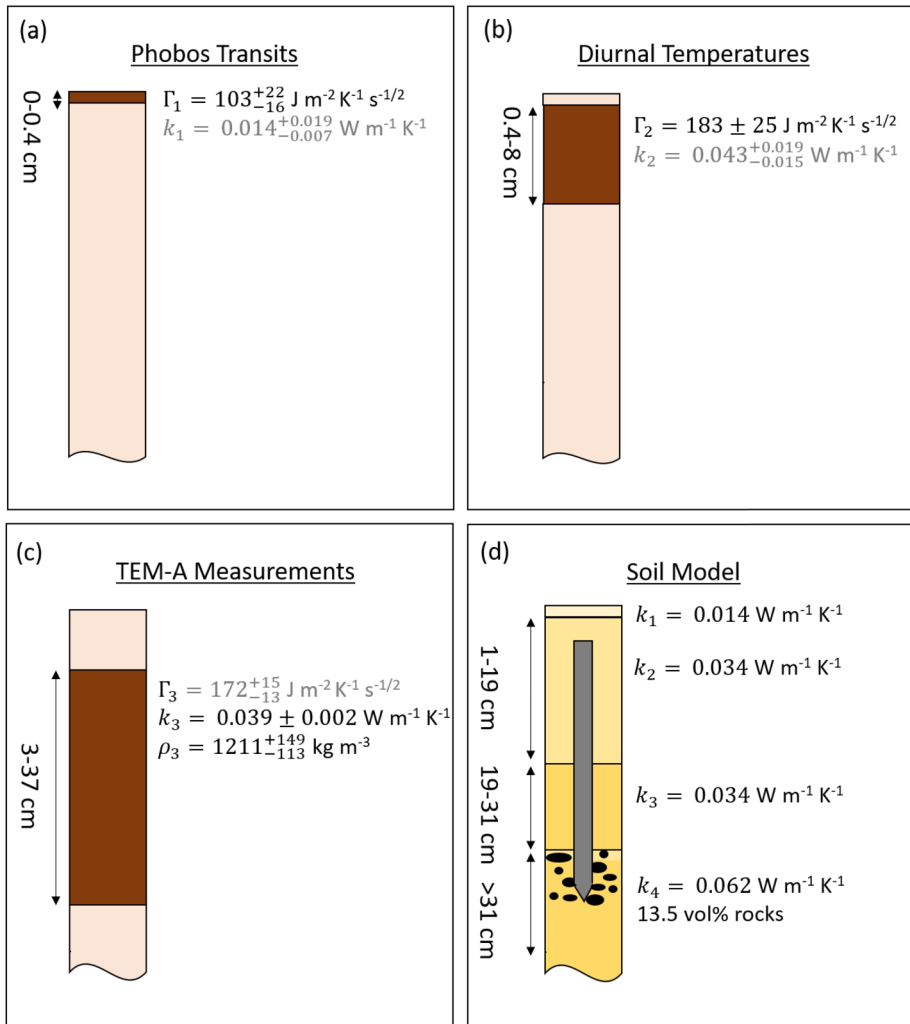 (a)
Phobos Transits
0-0.4 cm
Γ₁ = 103⁺²²₋₁₆ J m⁻² K⁻¹ s⁻¹/²
k₁ = 0.014⁺⁰·⁰¹⁹₋₀.₀₀₇ W m⁻¹ K⁻¹
(b)
Diurnal Temperatures
0.4-8 cm
Γ₂ = 183 ± 25 J m⁻² K⁻¹ s⁻¹/²
k₂ = 0.043⁺⁰·⁰¹⁹₋₀.₀₁₅ W m⁻¹ K⁻¹
(c)
TEM-A Measurements
3-37 cm
Γ₃ = 172⁺¹⁵₋₁₃ J m⁻² K⁻¹ s⁻¹/²
k₃ = 0.039 ± 0.002 W m⁻¹ K⁻¹
ρ₃ = 1211⁺¹⁴⁹₋₁₁₃ kg m⁻³
(d)
Soil Model
k₁ = 0.014 W m⁻¹ K⁻¹
1-19 cm
k₂ = 0.034 W m⁻¹ K⁻¹
19-31 cm
k₃ = 0.034 W m⁻¹ K⁻¹
>31 cm
k₄ = 0.062 W m⁻¹ K⁻¹
13.5 vol% rocks